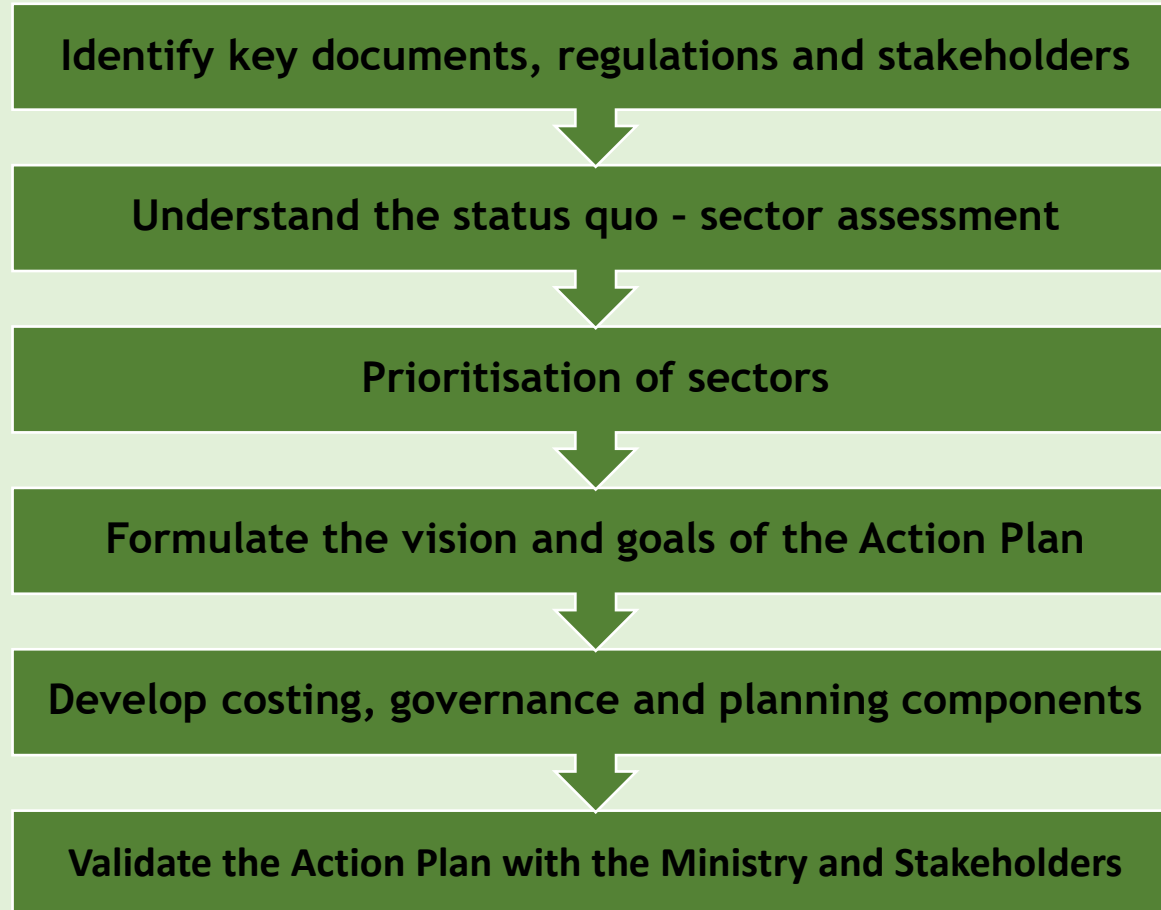 Identify key documents, regulations and stakeholders
Understand the status quo – sector assessment
Prioritisation of sectors
Formulate the vision and goals of the Action Plan
Develop costing, governance and planning components
Validate the Action Plan with the Ministry and Stakeholders